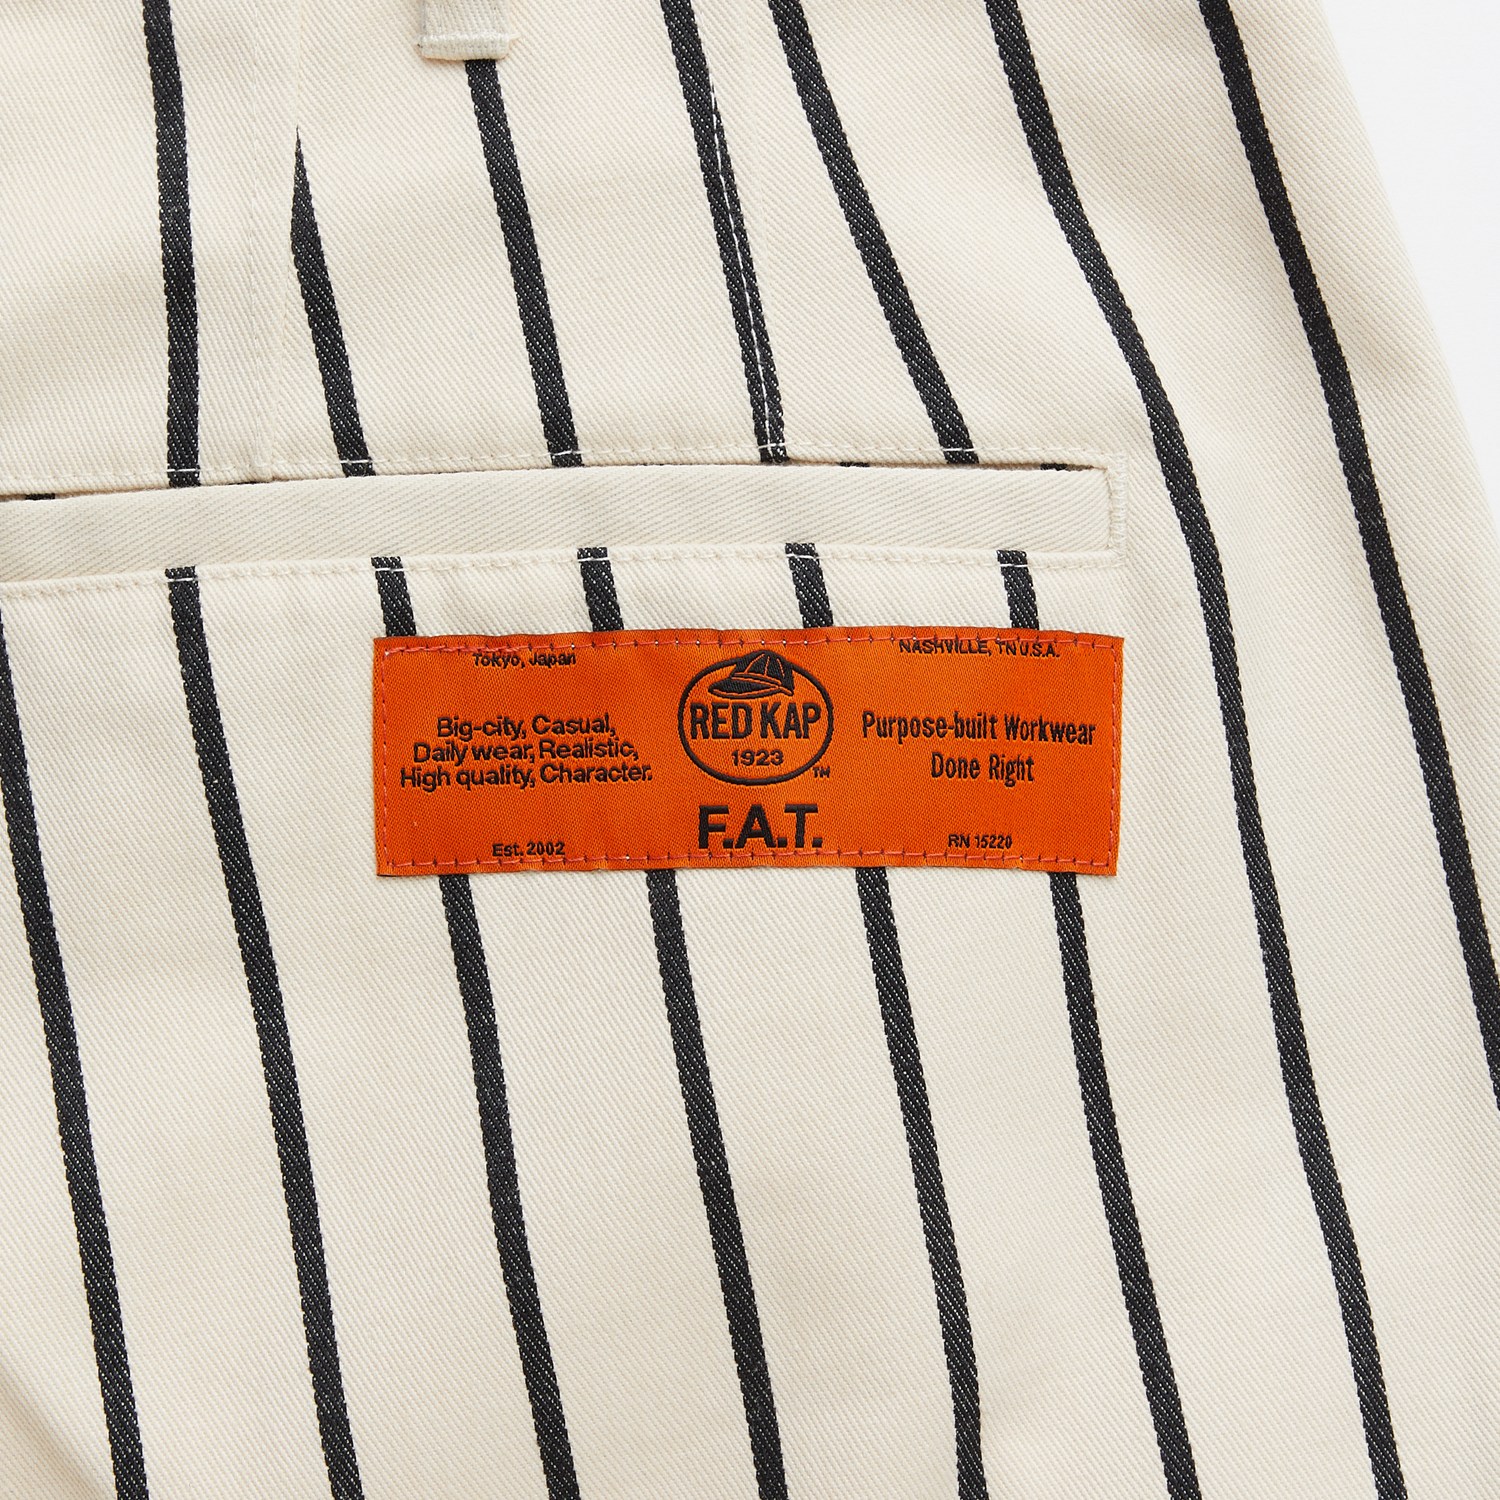 Tokyo, Japan
Big-city, Casual,
Daily wear, Realistic,
High quality, Character.
Est. 2002
RED KAP
1923
TM
F.A.T.
NASHVILLE, TN U.S.A.
Purpose-built Workwear
Done Right
RN 15220